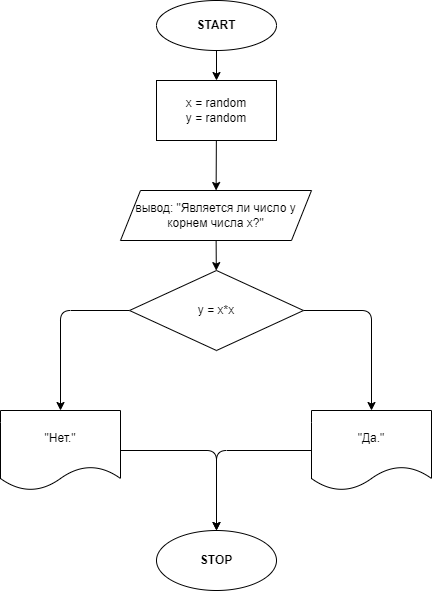 START
x = random
y = random
вывод: "Является ли число y
корнем числа x?"
y = x*x
"Нет."
"Да."
STOP